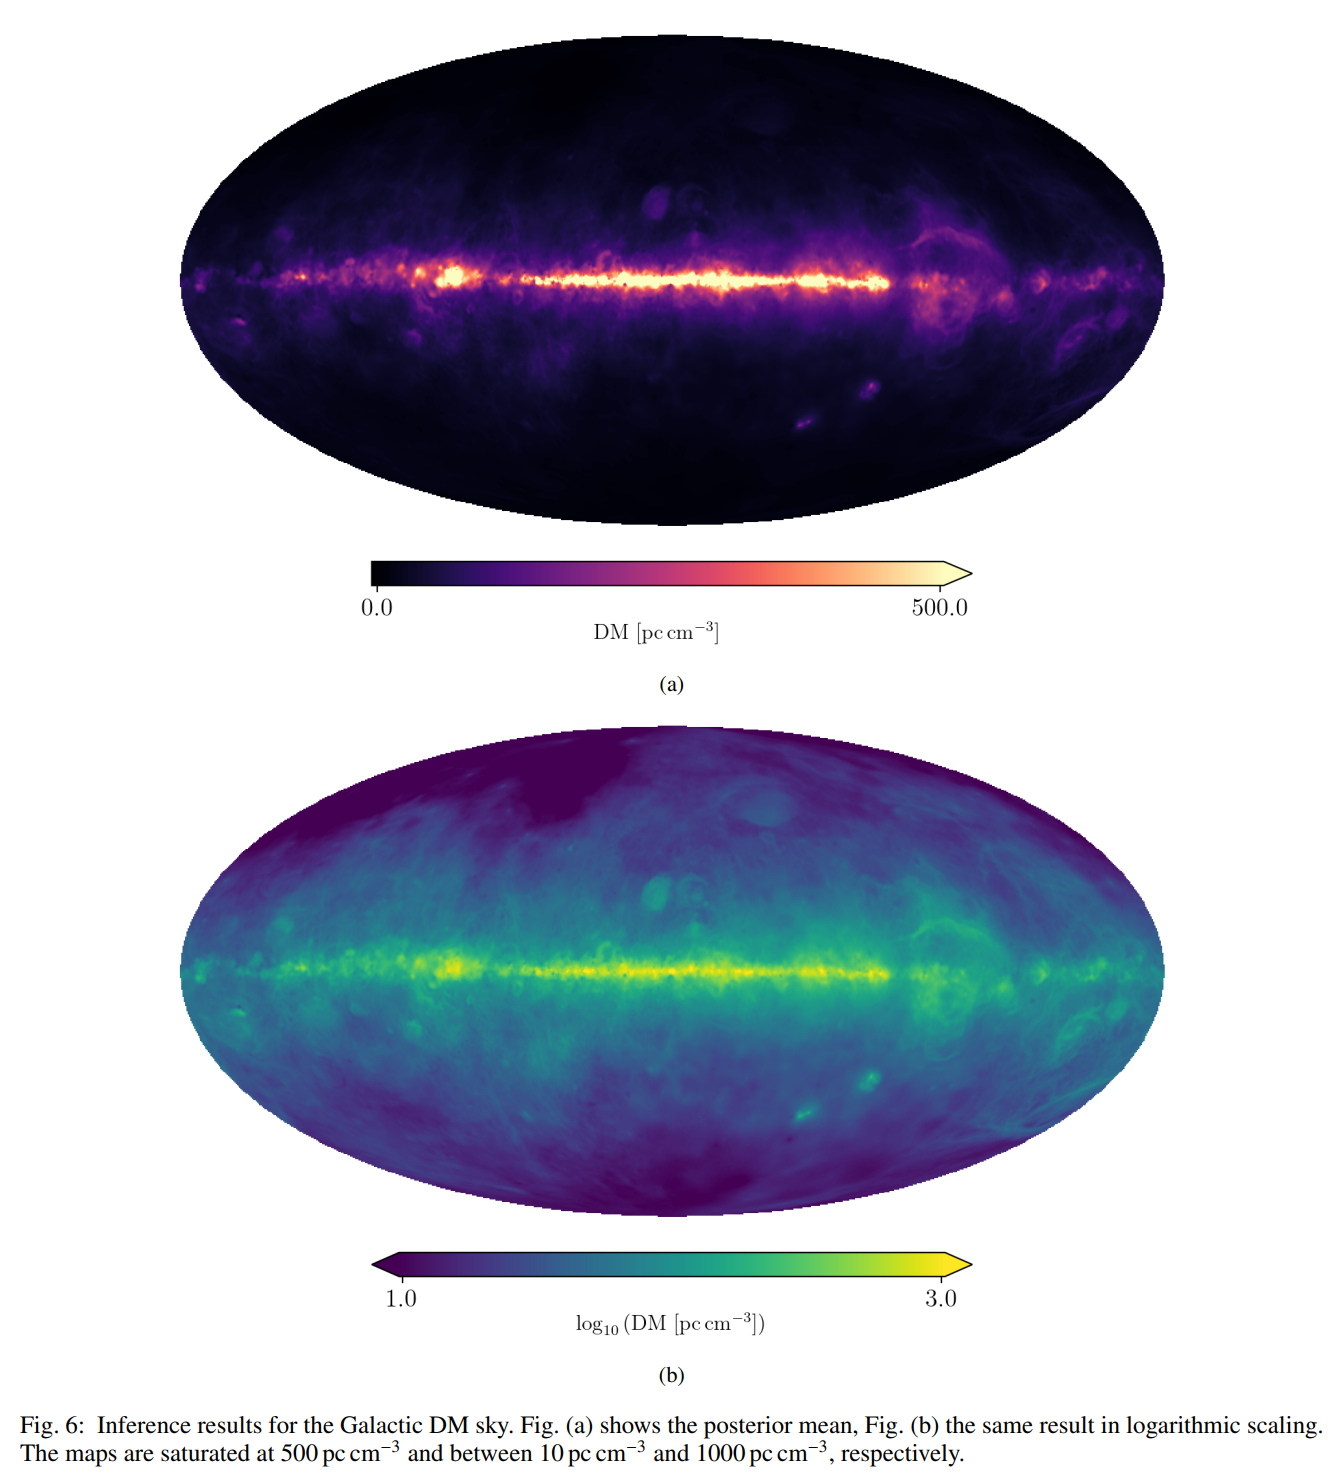 0.0 500.0
DM [pc cm⁻³]
(a)
1.0 3.0
log₁₀ (DM [pc cm⁻³])
(b)
Fig. 6: Inference results for the Galactic DM sky. Fig. (a) shows the posterior mean, Fig. (b) the same result in logarithmic scaling.
The maps are saturated at 500 pc cm⁻³ and between 10 pc cm⁻³ and 1000 pc cm⁻³, respectively.